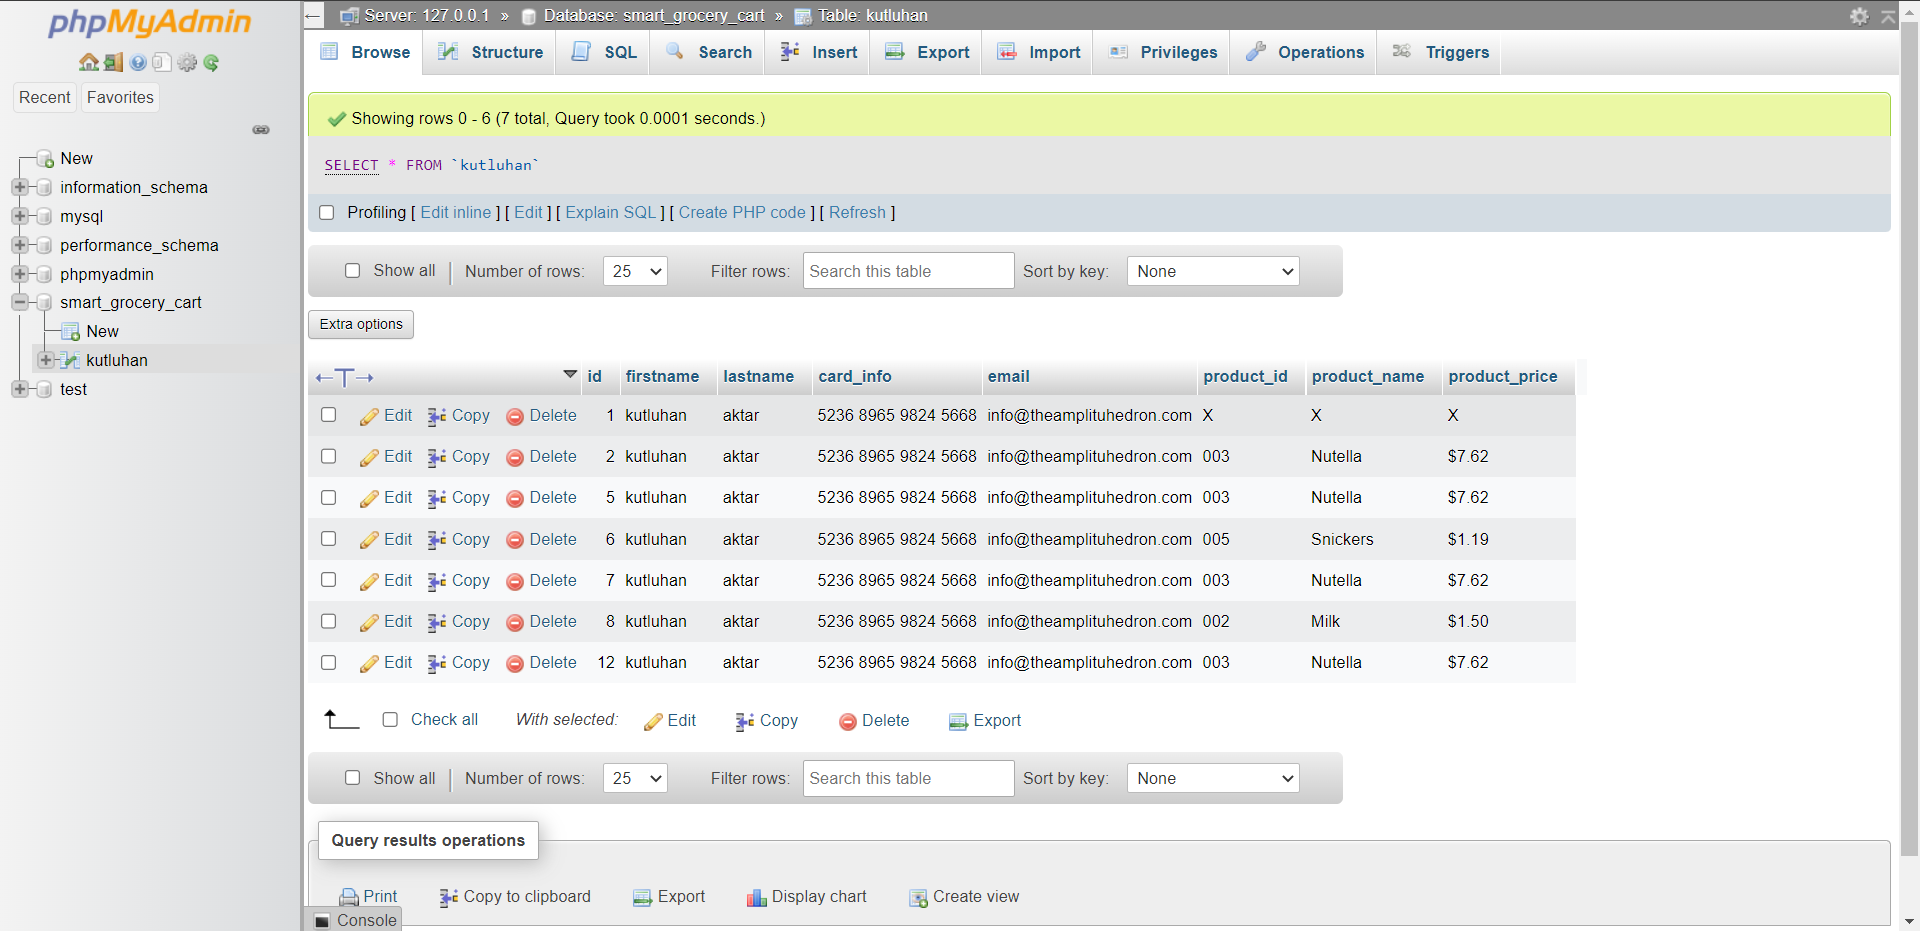 phpMyAdmin
Recent Favorites
New
information_schema
mysql
performance_schema
phpmyadmin
smart_grocery_cart
New
kutluhan
test
Server: 127.0.0.1 » Database: smart_grocery_cart » Table: kutluhan
Browse Structure SQL Search Insert Export Import Privileges Operations Triggers
Showing rows 0 - 6 (7 total, Query took 0.0001 seconds.)
SELECT * FROM `kutluhan`
Profiling [ Edit inline ] [ Edit ] [ Explain SQL ] [ Create PHP code ] [ Refresh ]
Show all Number of rows: 25 Filter rows: Search this table Sort by key: None
Extra options
id firstname lastname card_info email product_id product_name product_price
Edit Copy Delete 1 kutluhan aktar 5236 8965 9824 5668 info@theamplituhedron.com X X X
Edit Copy Delete 2 kutluhan aktar 5236 8965 9824 5668 info@theamplituhedron.com 003 Nutella $7.62
Edit Copy Delete 5 kutluhan aktar 5236 8965 9824 5668 info@theamplituhedron.com 003 Nutella $7.62
Edit Copy Delete 6 kutluhan aktar 5236 8965 9824 5668 info@theamplituhedron.com 005 Snickers $1.19
Edit Copy Delete 7 kutluhan aktar 5236 8965 9824 5668 info@theamplituhedron.com 003 Nutella $7.62
Edit Copy Delete 8 kutluhan aktar 5236 8965 9824 5668 info@theamplituhedron.com 002 Milk $1.50
Edit Copy Delete 12 kutluhan aktar 5236 8965 9824 5668 info@theamplituhedron.com 003 Nutella $7.62
Check all With selected: Edit Copy Delete Export
Show all Number of rows: 25 Filter rows: Search this table Sort by key: None
Query results operations
Print Copy to clipboard Export Display chart Create view
Console